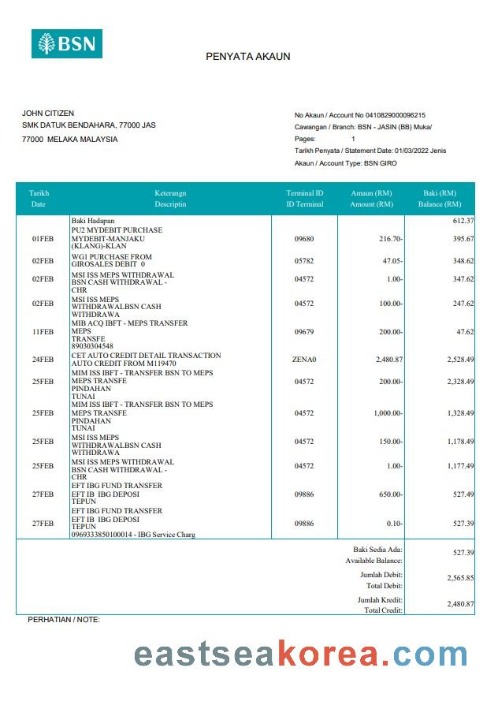 BSN
PENYATA AKAUN
JOHN CITIZEN
SMK DATUK BENDAHARA, 77000 JAS
77000 MELAKA MALAYSIA
No Akaun / Account No 0410829000096215
Cawangan / Branch: BSN - JASIN (BB) Muka/
Pages: 1
Tarikh Penyata / Statement Date: 01/03/2022 Jenis
Akaun / Account Type: BSN GIRO
Tarikh Keterangn Terminal ID Amaun (RM) Baki (RM)
Date Descriptin ID Terminal Amount (RM) Balance (RM)
Baki Hadapan 612.37
PU2 MYDEBIT PURCHASE
01FEB MYDEBIT-MANJAKU 09680 216.70- 395.67
(KLANG)-KLAN
WG1 PURCHASE FROM
02FEB GIROSALES DEBIT 0 05782 47.05- 348.62
MSI ISS MEPS WITHDRAWAL
02FEB BSN CASH WITHDRAWAL - 04572 1.00- 347.62
CHR
MSI ISS MEPS
02FEB WITHDRAWALBSN CASH 04572 100.00- 247.62
WITHDRAWA
MIB ACQ IBFT - MEPS TRANSFER
11FEB MEPS 09679 200.00- 47.62
TRANSFE
89030304548
CET AUTO CREDIT DETAIL TRANSACTION
24FEB AUTO CREDIT FROM M119470 ZENA0 2,480.87 2,528.49
MIM ISS IBFT - TRANSFER BSN TO MEPS
25FEB MEPS TRANSFE 04572 200.00- 2,328.49
PINDAHAN
TUNAI
MIM ISS IBFT - TRANSFER BSN TO MEPS
25FEB MEPS TRANSFE 04572 1,000.00- 1,328.49
PINDAHAN
TUNAI
MSI ISS MEPS
25FEB WITHDRAWALBSN CASH 04572 150.00- 1,178.49
WITHDRAWA
MSI ISS MEPS WITHDRAWAL
25FEB BSN CASH WITHDRAWAL - 04572 1.00- 1,177.49
CHR
EFT IBG FUND TRANSFER
27FEB EFT IB IBG DEPOSI 09886 650.00- 527.49
TEPUN
EFT IBG FUND TRANSFER
27FEB EFT IB IBG DEPOSI 09886 0.10- 527.39
TEPUN
0969333850100014 - IBG Service Charg
Baki Sedia Ada: 527.39
Available Balance:
Jumlah Debit: 2,565.85
Total Debit:
Jumlah Kredit: 2,480.87
Total Credit:
PERHATIAN / NOTE:
eastseakorea.com